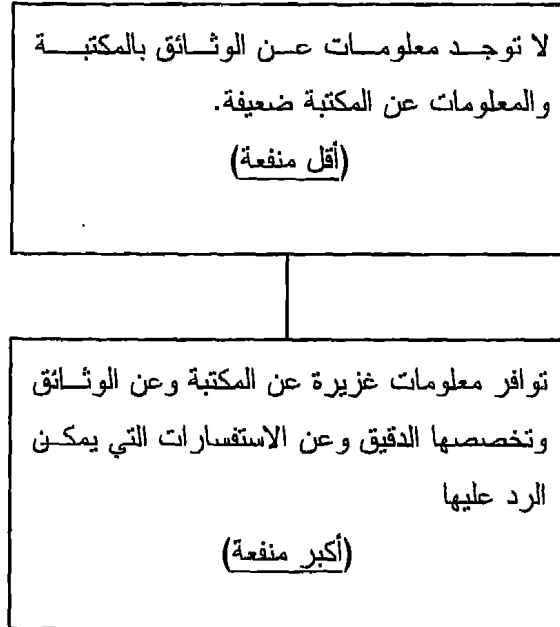 لا توجد معلومات عن الوثائق بالمكتبة
والمعلومات عن المكتبة ضعيفة.
(أقل منفعة)
توافر معلومات غزيرة عن المكتبة وعن الوثائق
وتخصصها الدقيق وعن الاستفسارات التي يمكن
الرد عليها
(أكبر منفعة)